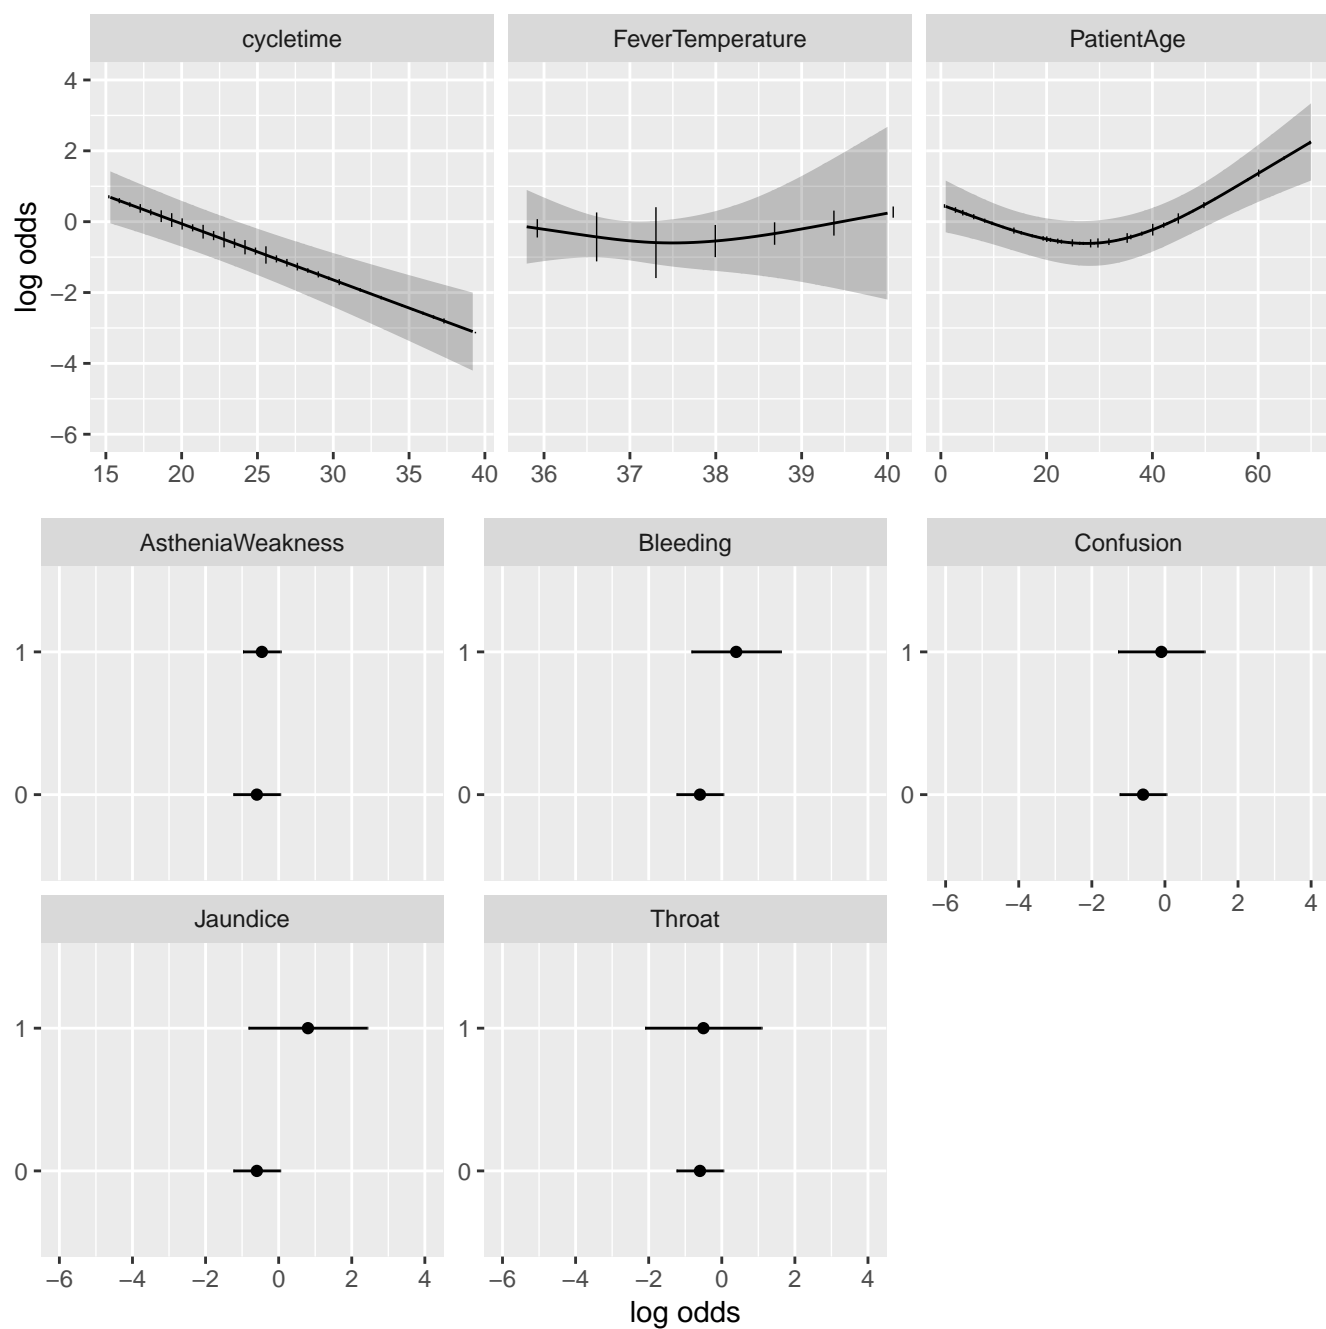 cycletime FeverTemperature PatientAge
4
2
0
−2
−4
−6
log odds
15 20 25 30 35 40 36 37 38 39 40 0 20 40 60
AstheniaWeakness Bleeding Confusion
1 1 1
0 0 0
−6 −4 −2 0 2 4
Jaundice Throat
1 1
0 0
−6 −4 −2 0 2 4 −6 −4 −2 0 2 4
log odds